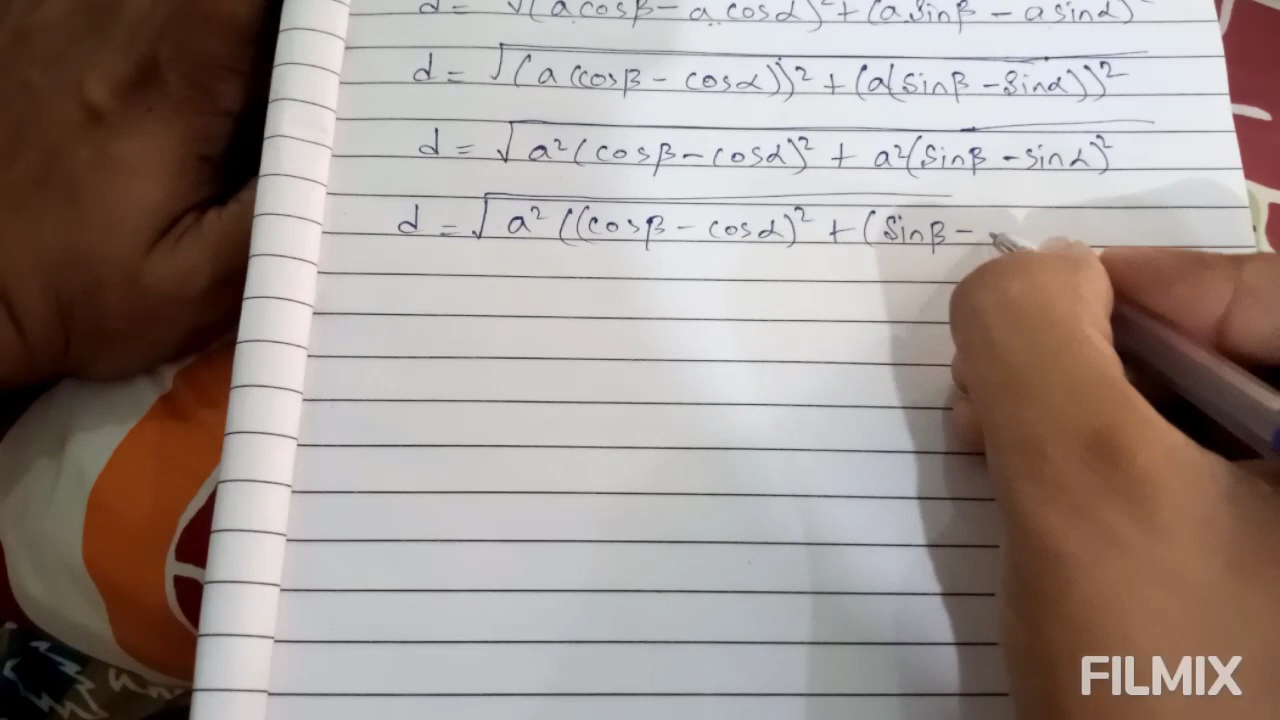 d = √(a cosβ - a cosα)² + (a sinβ - a sinα)²
d = √(a(cosβ - cosα))² + (a(sinβ - sinα))²
d = √a²(cosβ - cosα)² + a²(sinβ - sinα)²
d = √a²((cosβ - cosα)² + (sinβ -
FILMIX